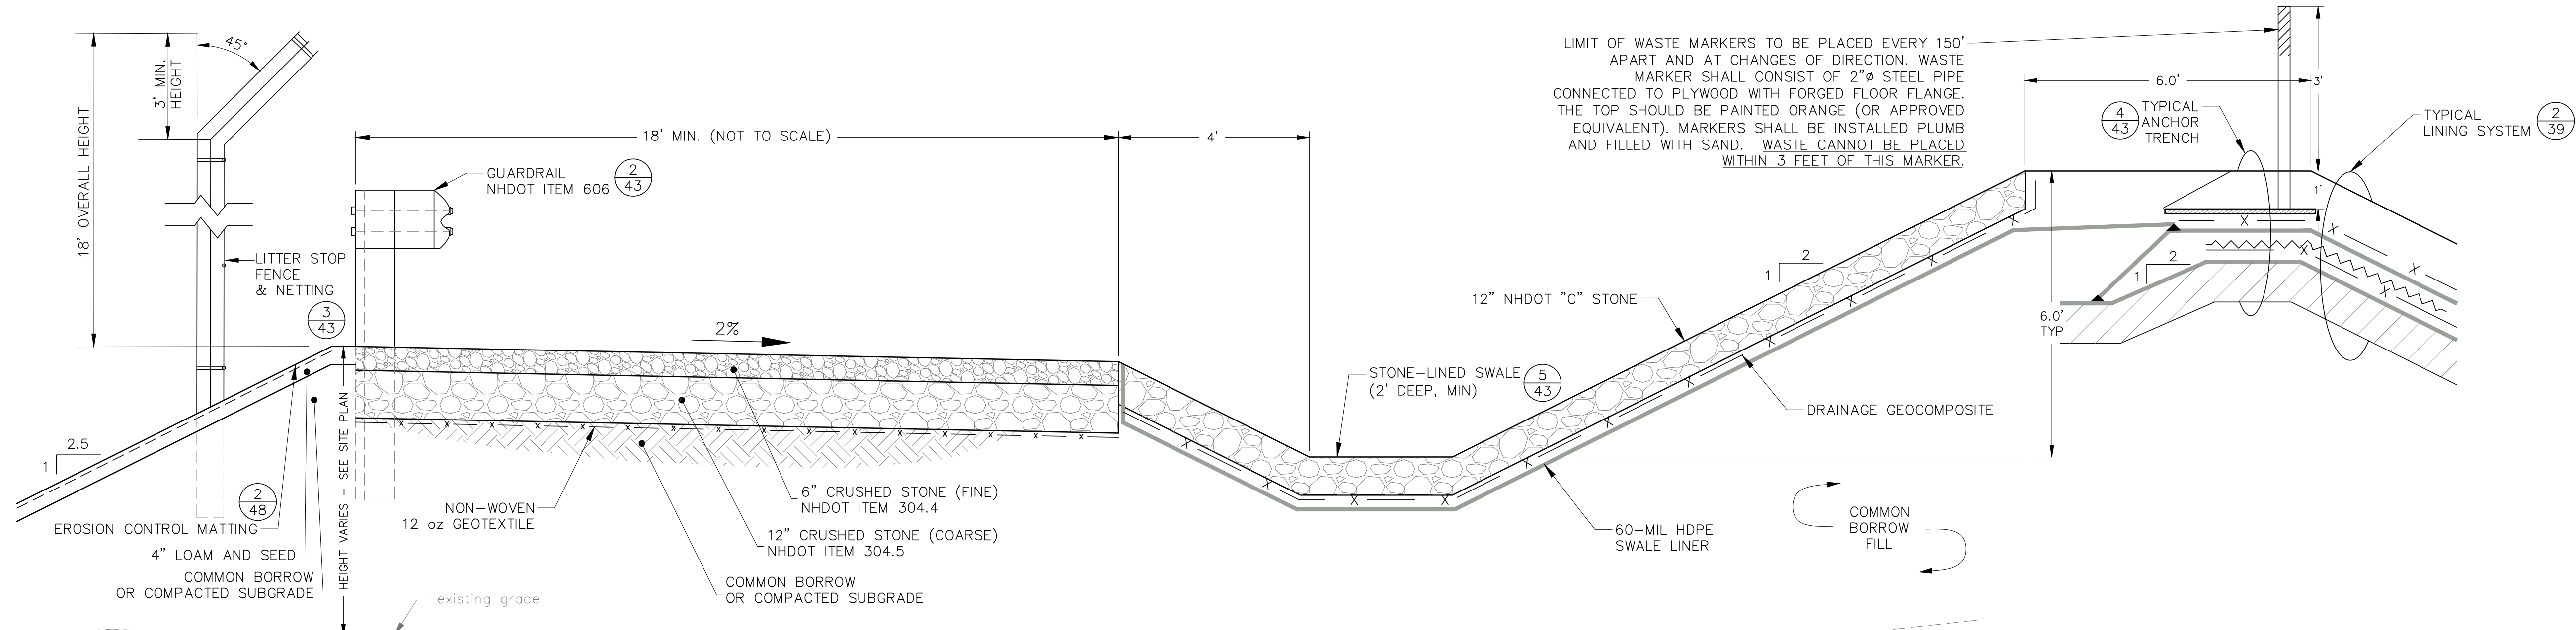 45°
3' MIN.
HEIGHT
18' OVERALL HEIGHT
LITTER STOP
FENCE
& NETTING
3
43
GUARDRAIL
NHDOT ITEM 606
2
43
18' MIN. (NOT TO SCALE)
4'
2%
1
2.5
2
48
EROSION CONTROL MATTING
4" LOAM AND SEED
COMMON BORROW
OR COMPACTED SUBGRADE
HEIGHT VARIES - SEE SITE PLAN
existing grade
NON-WOVEN
12 oz GEOTEXTILE
6" CRUSHED STONE (FINE)
NHDOT ITEM 304.4
12" CRUSHED STONE (COARSE)
NHDOT ITEM 304.5
COMMON BORROW
OR COMPACTED SUBGRADE
LIMIT OF WASTE MARKERS TO BE PLACED EVERY 150'
APART AND AT CHANGES OF DIRECTION. WASTE
MARKER SHALL CONSIST OF 2"ø STEEL PIPE
CONNECTED TO PLYWOOD WITH FORGED FLOOR FLANGE.
THE TOP SHOULD BE PAINTED ORANGE (OR APPROVED
EQUIVALENT). MARKERS SHALL BE INSTALLED PLUMB
AND FILLED WITH SAND. WASTE CANNOT BE PLACED
WITHIN 3 FEET OF THIS MARKER.
12" NHDOT "C" STONE
1
2
STONE-LINED SWALE
(2' DEEP, MIN)
5
43
DRAINAGE GEOCOMPOSITE
60-MIL HDPE
SWALE LINER
COMMON
BORROW
FILL
6.0'
TYP
6.0'
3'
1'
4
43
TYPICAL
ANCHOR
TRENCH
1
2
TYPICAL
LINING SYSTEM
2
39